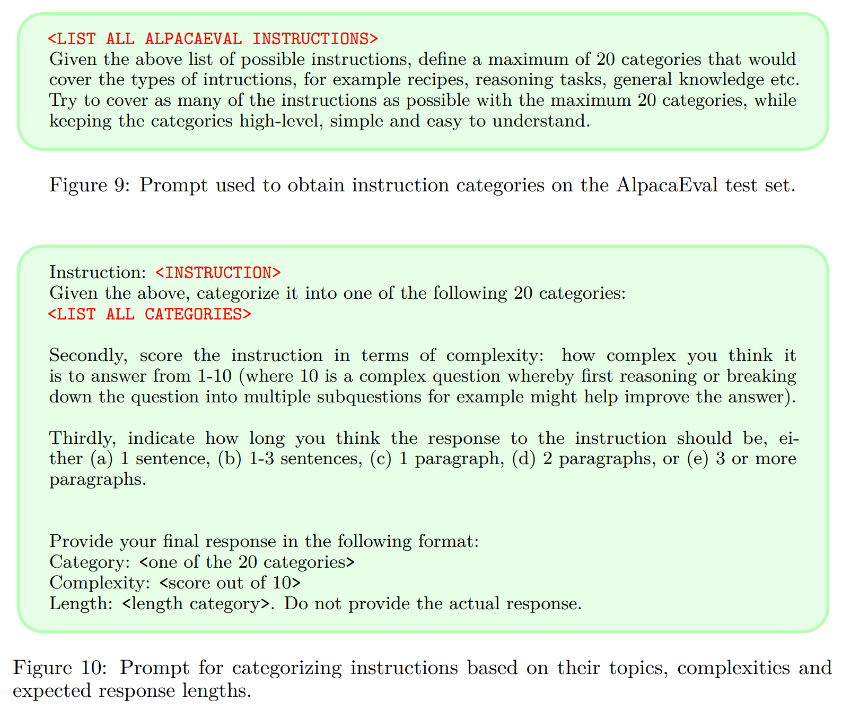 <LIST ALL ALPACAEVAL INSTRUCTIONS>
Given the above list of possible instructions, define a maximum of 20 categories that would
cover the types of intructions, for example recipes, reasoning tasks, general knowledge etc.
Try to cover as many of the instructions as possible with the maximum 20 categories, while
keeping the categories high-level, simple and easy to understand.
Figure 9: Prompt used to obtain instruction categories on the AlpacaEval test set.
Instruction: <INSTRUCTION>
Given the above, categorize it into one of the following 20 categories:
<LIST ALL CATEGORIES>
Secondly, score the instruction in terms of complexity: how complex you think it
is to answer from 1-10 (where 10 is a complex question whereby first reasoning or breaking
down the question into multiple subquestions for example might help improve the answer).
Thirdly, indicate how long you think the response to the instruction should be, ei-
ther (a) 1 sentence, (b) 1-3 sentences, (c) 1 paragraph, (d) 2 paragraphs, or (e) 3 or more
paragraphs.
Provide your final response in the following format:
Category: <one of the 20 categories>
Complexity: <score out of 10>
Length: <length category>. Do not provide the actual response.
Figure 10: Prompt for categorizing instructions based on their topics, complexities and
expected response lengths.